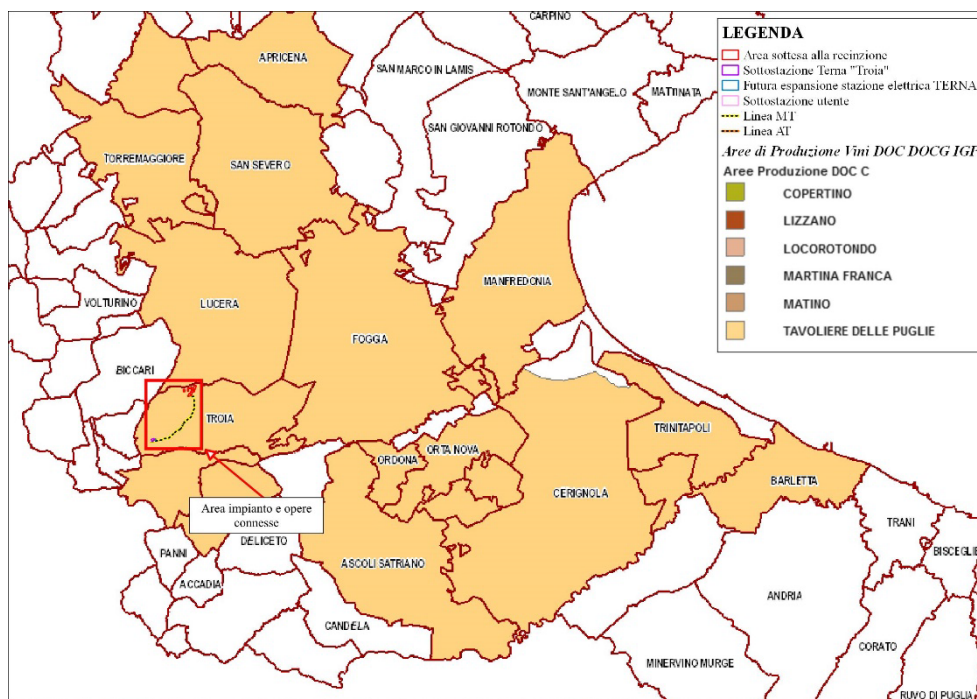 CARPINO
APRICENA
SAN MARCO IN LAMIS
MONTE SANT'ANGELO
MATTINATA
SAN GIOVANNI ROTONDO
TORREMAGGIORE
SAN SEVERO
MANFREDONIA
VOLTURINO
LUCERA
FOGGIA
BICCARI
TROIA
ORTA NOVA
ORDONA
TRINITAPOLI
CERIGNOLA
BARLETTA
Area impianto e opere
connesse
DELICETO
PANNI
ACCADIA
ASCOLI SATRIANO
CANDELA
TRANI
BISCEGLIE
ANDRIA
CORATO
MINERVINO MURGE
RUVO DI PUGLIA
LEGENDA
Area sottesa alla recinzione
Sottostazione Terna "Troia"
Futura espansione stazione elettrica TERNA
Sottostazione utente
Linea MT
Linea AT
Aree di Produzione Vini DOC DOCG IGP
Aree Produzione DOC C
COPERTINO
LIZZANO
LOCOROTONDO
MARTINA FRANCA
MATINO
TAVOLIERE DELLE PUGLIE